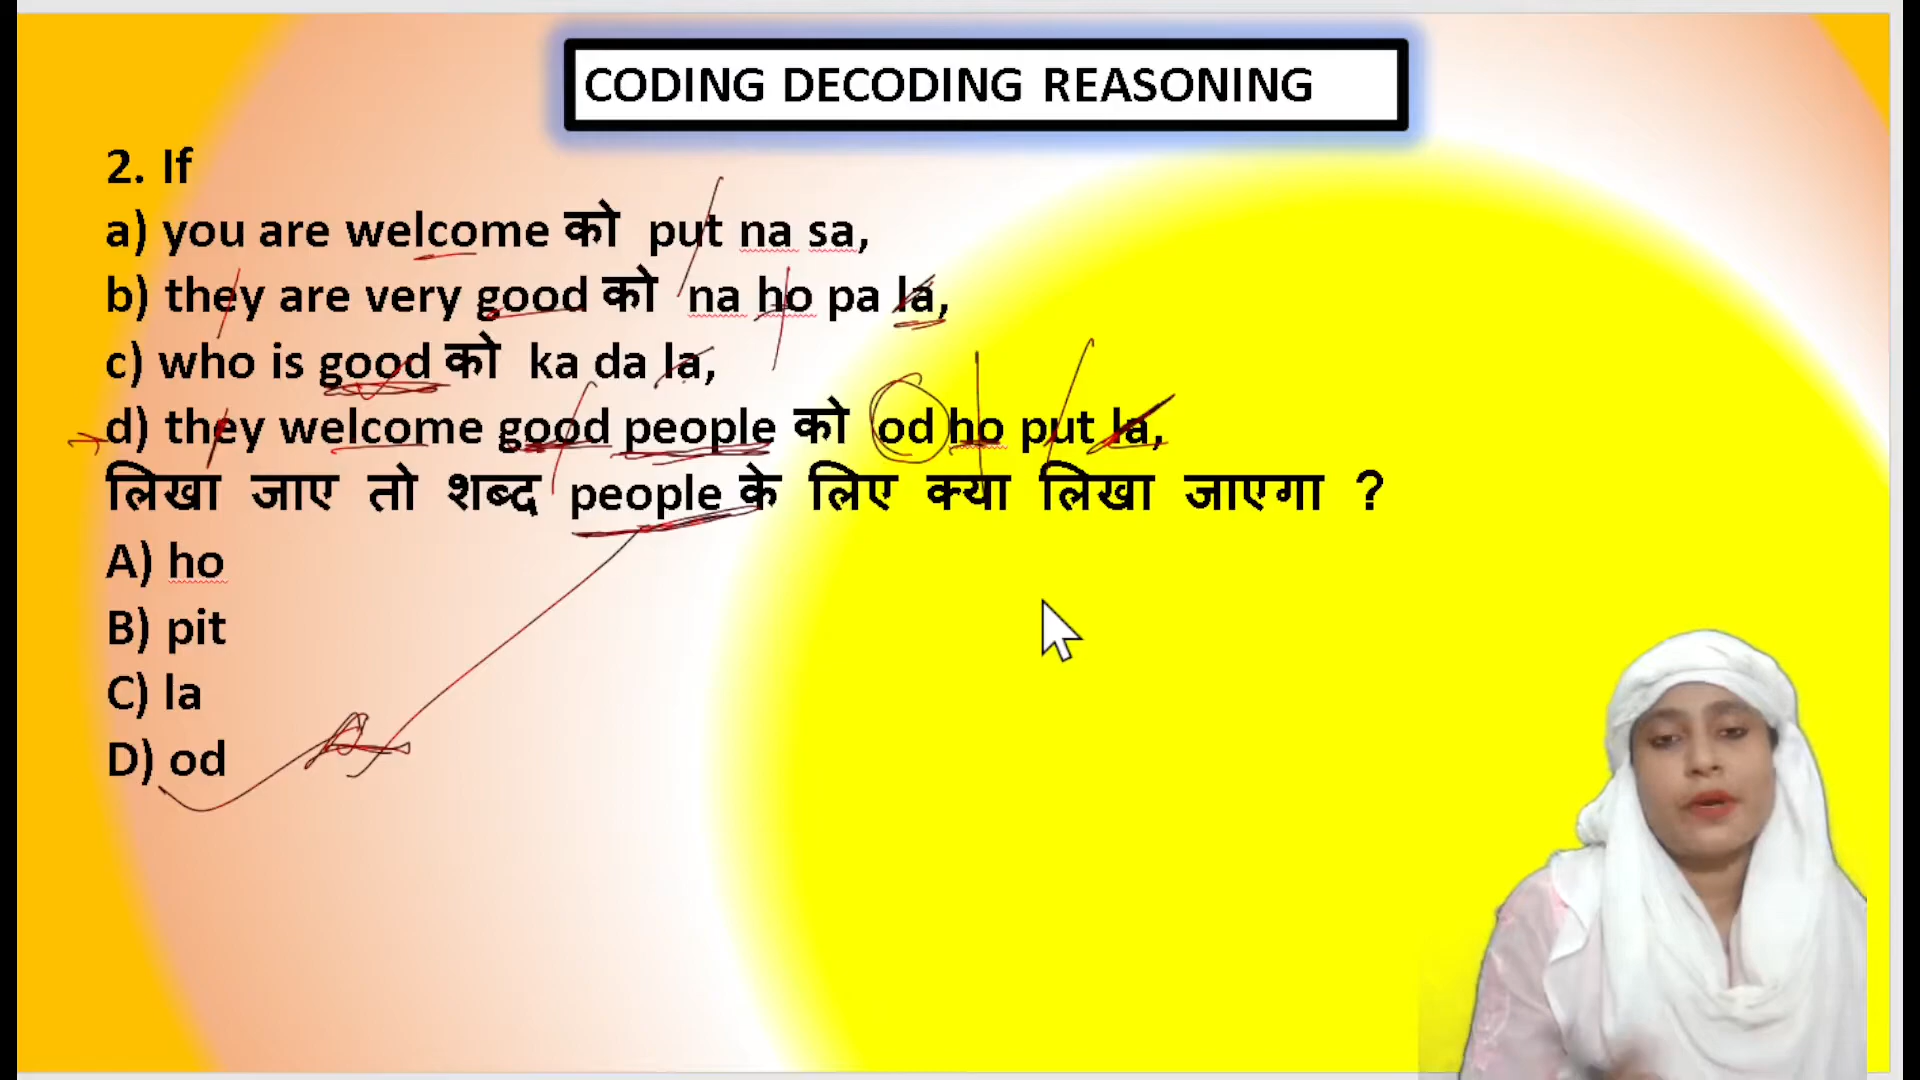 CODING DECODING REASONING
2. If
a) you are welcome को put na sa,
b) they are very good को na ho pa la,
c) who is good को ka da la,
d) they welcome good people को od ho put la,
लिखा जाए तो शब्द people के लिए क्या लिखा जाएगा ?
A) ho
B) pit
C) la
D) od